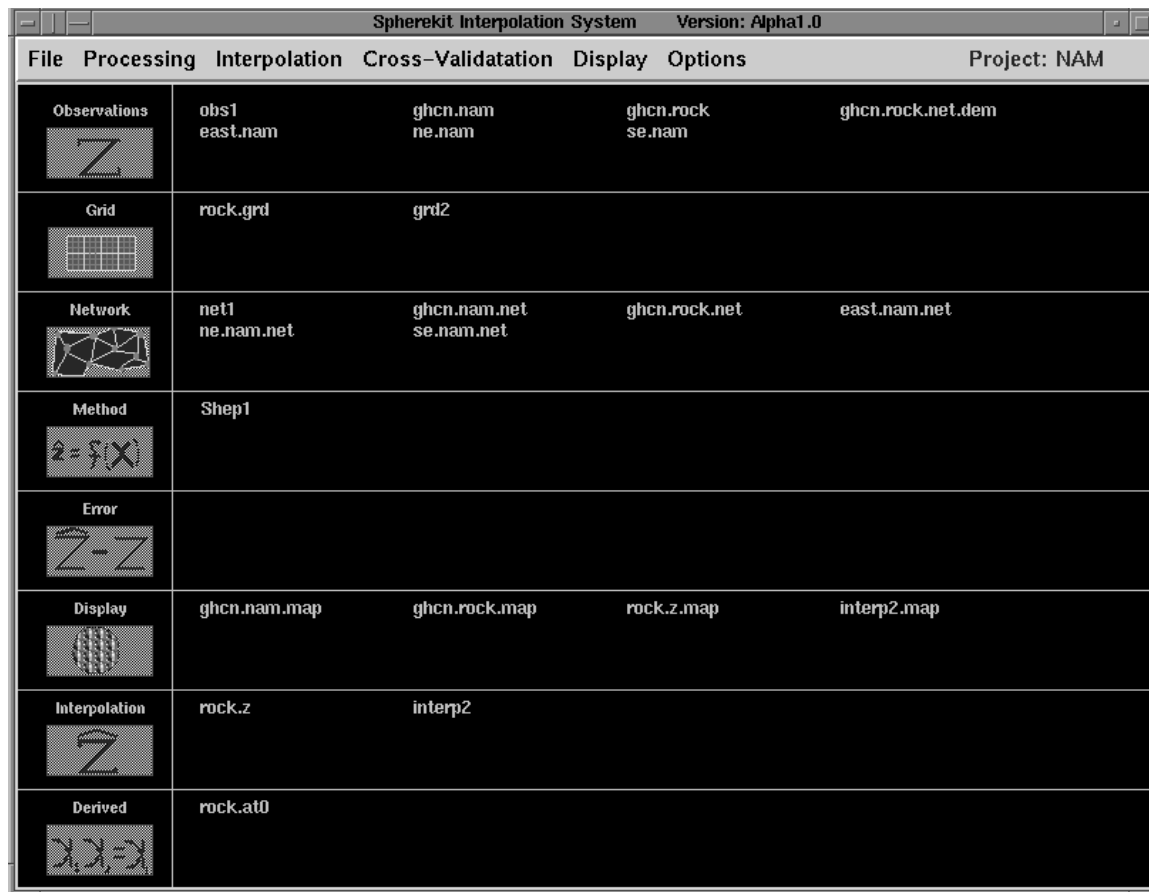 Spherekit Interpolation System Version: Alpha1.0
File Processing Interpolation Cross-Validatation Display Options Project: NAM
Observations obs1 ghcn.nam ghcn.rock ghcn.rock.net.dem
east.nam ne.nam se.nam
Z
Grid rock.grd grd2
Network net1 ghcn.nam.net ghcn.rock.net east.nam.net
ne.nam.net se.nam.net
Method Shep1
ẑ = f(X)
Error
Ẑ - Z
Display ghcn.nam.map ghcn.rock.map rock.z.map interp2.map
Interpolation rock.z interp2
Ẑ
Derived rock.at0